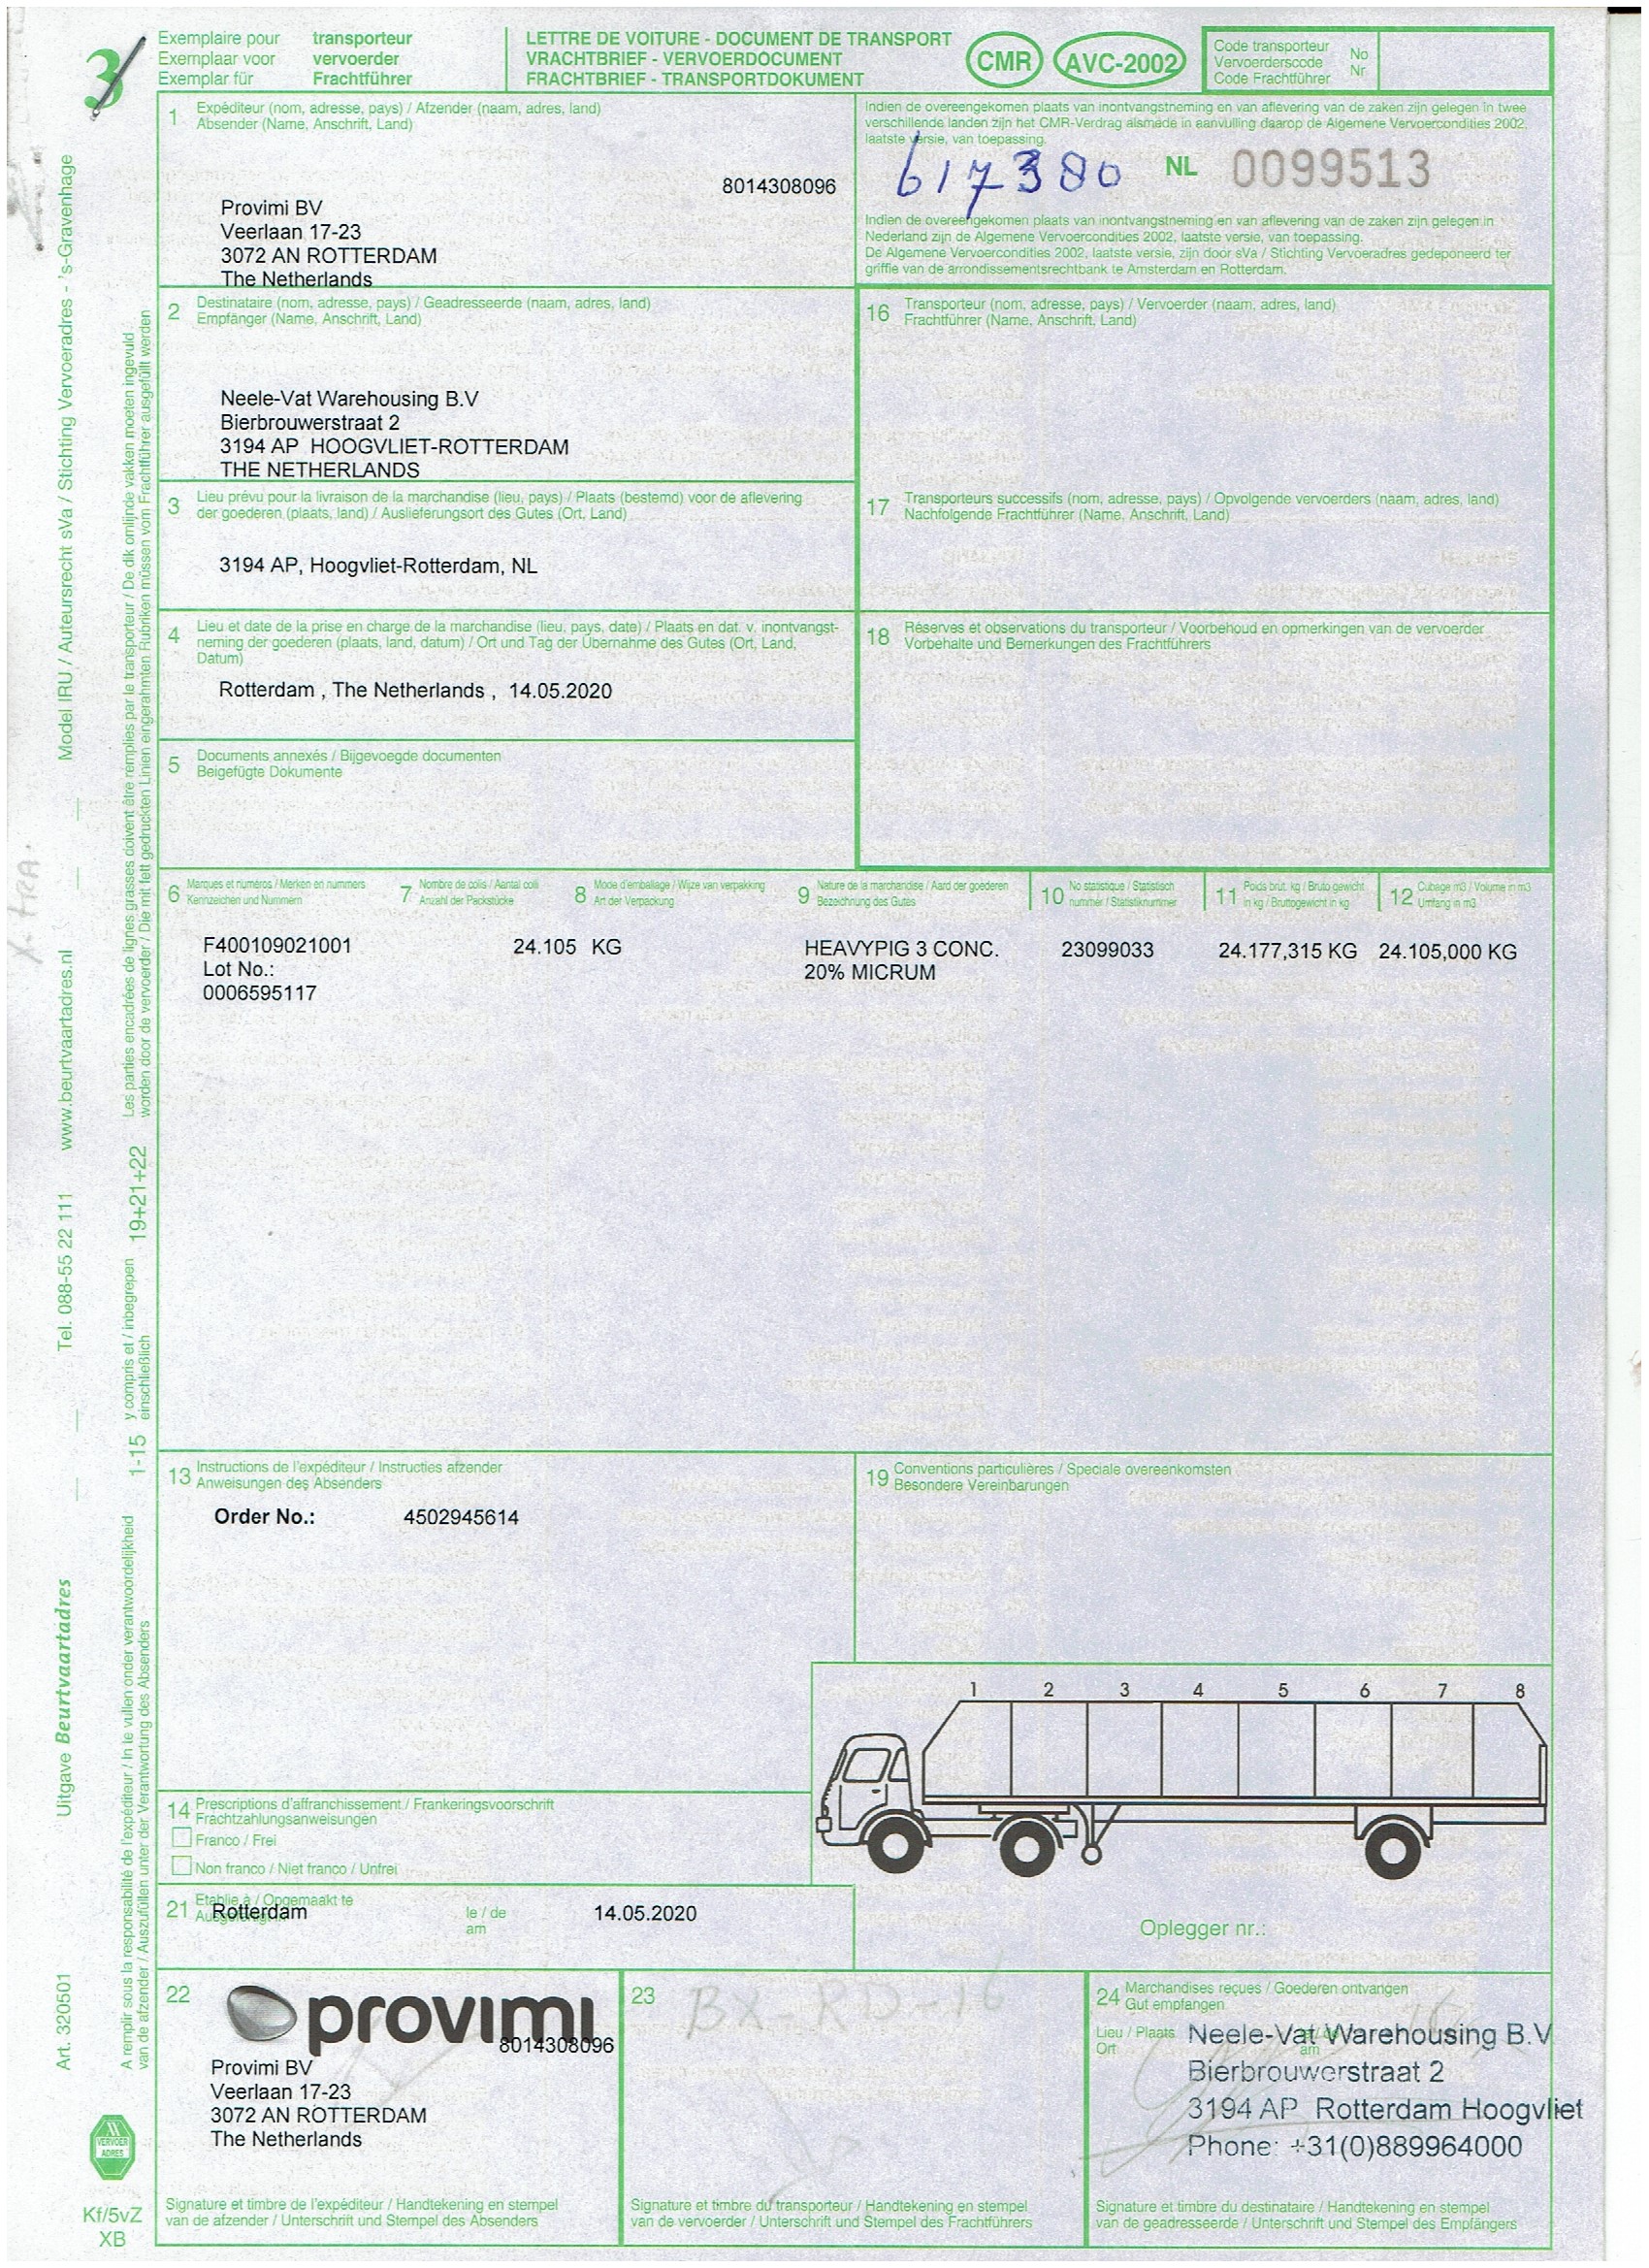 3
Exemplaire pour transporteur
Exemplaar voor vervoerder
Exemplar für Frachtführer
LETTRE DE VOITURE - DOCUMENT DE TRANSPORT
VRACHTBRIEF - VERVOERDOCUMENT
FRACHTBRIEF - TRANSPORTDOKUMENT
CMR
AVC-2002
Code transporteur
Vervoerderscode
Code Frachtführer
No
Nr
1 Expéditeur (nom, adresse, pays) / Afzender (naam, adres, land)
Absender (Name, Anschrift, Land)
8014308096
Provimi BV
Veerlaan 17-23
3072 AN ROTTERDAM
The Netherlands
Indien de overeengekomen plaats van inontvangstneming en van aflevering van de zaken zijn gelegen in twee
verschillende landen zijn het CMR-Verdrag alsmede in aanvulling daarop de Algemene Vervoercondities 2002,
laatste versie, van toepassing.
617380
NL 0099513
Indien de overeengekomen plaats van inontvangstneming en van aflevering van de zaken zijn gelegen in
Nederland zijn de Algemene Vervoercondities 2002, laatste versie, van toepassing.
De Algemene Vervoercondities 2002, laatste versie, zijn door sVa / Stichting Vervoeradres gedeponeerd ter
griffie van de arrondissementsrechtbank te Amsterdam en Rotterdam.
2 Destinataire (nom, adresse, pays) / Geadresseerde (naam, adres, land)
Empfänger (Name, Anschrift, Land)
Neele-Vat Warehousing B.V
Bierbrouwerstraat 2
3194 AP HOOGVLIET-ROTTERDAM
THE NETHERLANDS
16 Transporteur (nom, adresse, pays) / Vervoerder (naam, adres, land)
Frachtführer (Name, Anschrift, Land)
3 Lieu prévu pour la livraison de la marchandise (lieu, pays) / Plaats (bestemd) voor de aflevering
der goederen (plaats, land) / Auslieferungsort des Gutes (Ort, Land)
3194 AP, Hoogvliet-Rotterdam, NL
17 Transporteurs successifs (nom, adresse, pays) / Opvolgende vervoerders (naam, adres, land)
Nachfolgende Frachtführer (Name, Anschrift, Land)
4 Lieu et date de la prise en charge de la marchandise (lieu, pays, date) / Plaats en dat. v. inontvangst-
neming der goederen (plaats, land, datum) / Ort und Tag der Übernahme des Gutes (Ort, Land,
Datum)
Rotterdam , The Netherlands , 14.05.2020
18 Réserves et observations du transporteur / Voorbehoud en opmerkingen van de vervoerder
Vorbehalte und Bemerkungen des Frachtführers
5 Documents annexés / Bijgevoegde documenten
Beigefügte Dokumente
6 Marques et numéros / Merken en nummers
Kennzeichen und Nummern
7 Nombre de colis / Aantal colli
Anzahl der Packstücke
8 Mode d'emballage / Wijze van verpakking
Art der Verpackung
9 Nature de la marchandise / Aard der goederen
Bezeichnung des Gutes
10 No statistique / Statistisch
nummer / Statistiknummer
11 Poids brut, kg / Bruto gewicht
in kg / Bruttogewicht in kg
12 Cubage m3 / Volume in m3
Umfang in m3
F400109021001 24.105 KG HEAVYPIG 3 CONC. 23099033 24.177,315 KG 24.105,000 KG
Lot No.: 20% MICRUM
0006595117
13 Instructions de l'expéditeur / Instructies afzender
Anweisungen des Absenders
Order No.: 4502945614
19 Conventions particulières / Speciale overeenkomsten
Besondere Vereinbarungen
1 2 3 4 5 6 7 8
14 Prescriptions d'affranchissement / Frankeringsvoorschrift
Frachtzahlungsanweisungen
Franco / Frei
Non franco / Niet franco / Unfrei
21 Etablie à / Opgemaakt te
Rotterdam
le / de
am
14.05.2020
Oplegger nr.:
22
provimi
8014308096
Provimi BV
Veerlaan 17-23
3072 AN ROTTERDAM
The Netherlands
Signature et timbre de l'expéditeur / Handtekening en stempel
van de afzender / Unterschrift und Stempel des Absenders
23
BX-RD-16
Signature et timbre du transporteur / Handtekening en stempel
van de vervoerder / Unterschrift und Stempel des Frachtführers
24 Marchandises reçues / Goederen ontvangen
Gut empfangen
Lieu / Plaats
Ort
am
Neele-Vat Warehousing B.V
Bierbrouwerstraat 2
3194 AP Rotterdam Hoogvliet
Phone: +31(0)889964000
Signature et timbre du destinataire / Handtekening en stempel
van de geadresseerde / Unterschrift und Stempel des Empfängers
Art. 320501 Uitgave Beurtvaartadres Tel. 088-55 22 111 www.beurtvaartadres.nl Model IRU / Auteursrecht sVa / Stichting Vervoeradres - 's-Gravenhage
A remplir sous la responsabilité de l'expéditeur / In te vullen onder verantwoordelijkheid
van de afzender / Auszufüllen unter der Verantwortung des Absenders
1-15 y compris et / inbegrepen
einschließlich
19+21+22
Les parties encadrées de lignes grasses doivent être remplies par le transporteur / De dik omlijnde vakken moeten ingevuld
worden door de vervoerder / Die mit fett gedruckten Linien eingerahmten Rubriken müssen vom Frachtführer ausgefüllt werden
VERVOER
ADRES
Kf/5vZ
XB